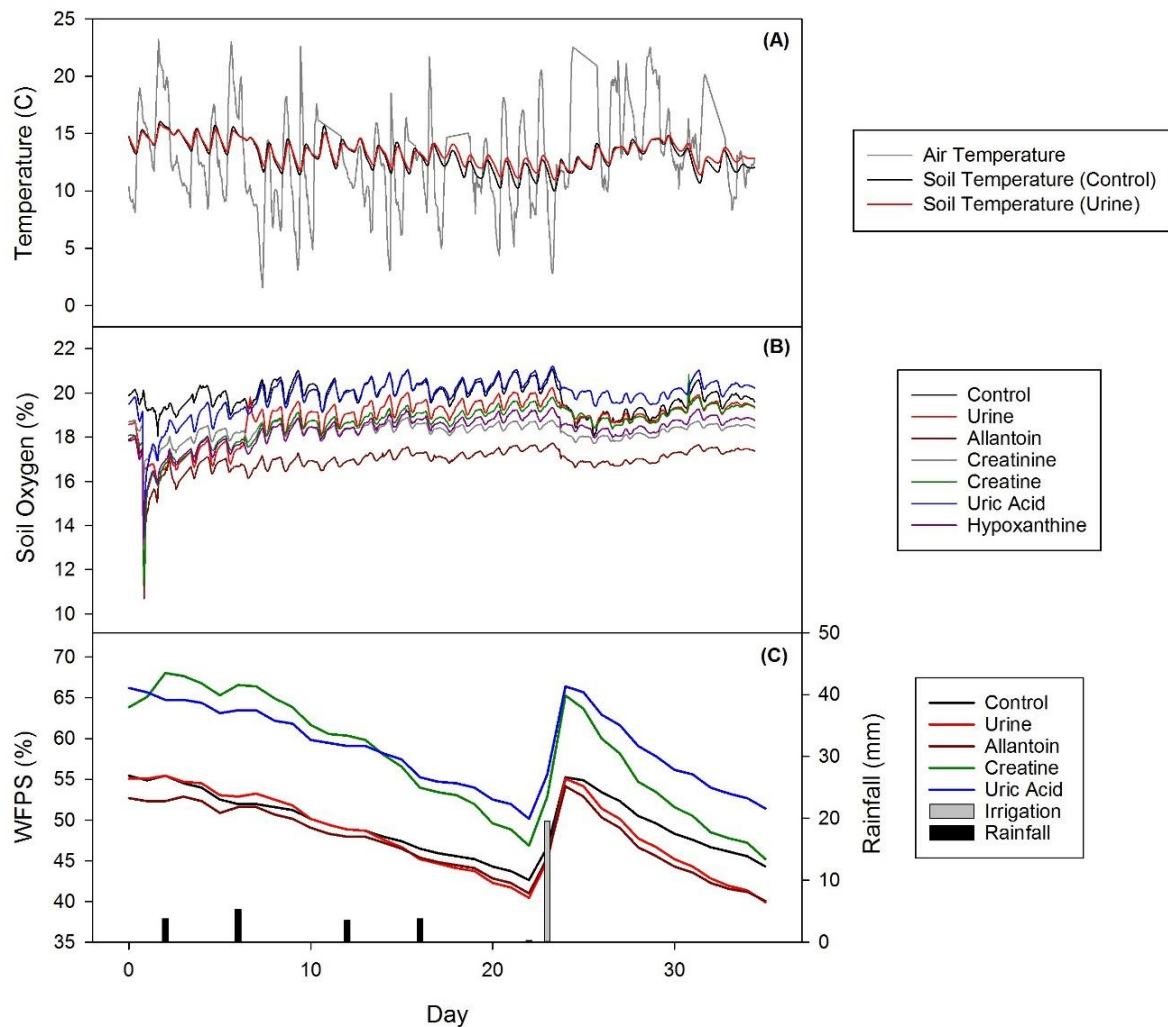 (A)
Temperature (C)
25
20
15
10
5
0
Air Temperature
Soil Temperature (Control)
Soil Temperature (Urine)
(B)
Soil Oxygen (%)
22
20
18
16
14
12
10
Control
Urine
Allantoin
Creatinine
Creatine
Uric Acid
Hypoxanthine
(C)
WFPS (%)
70
65
60
55
50
45
40
35
50
40
30
20
10
0
Rainfall (mm)
Control
Urine
Allantoin
Creatine
Uric Acid
Irrigation
Rainfall
0
10
20
30
Day